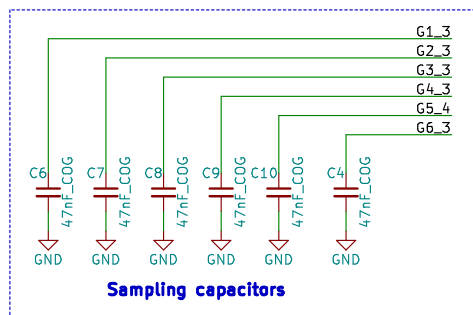 G1_3
G2_3
G3_3
G4_3
G5_4
G6_3
C6 47nF_COG C7 47nF_COG C8 47nF_COG C9 47nF_COG C10 47nF_COG C4 47nF_COG
GND GND GND GND GND GND
Sampling capacitors